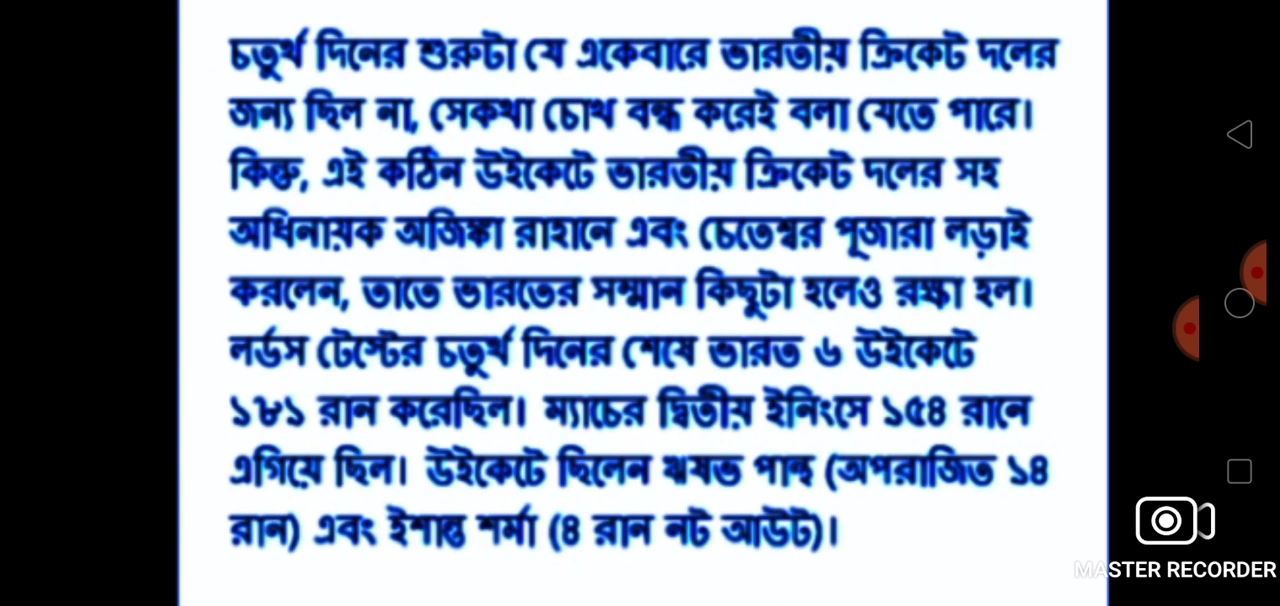 চতুর্থ দিনের শুরুটা যে একেবারে ভারতীয় ক্রিকেট দলের
জন্য ছিল না, সেকথা চোখ বন্ধ করেই বলা যেতে পারে।
কিন্তু, এই কঠিন উইকেটে ভারতীয় ক্রিকেট দলের সহ
অধিনায়ক অজিঙ্কা রাহানে এবং চেতেশ্বর পূজারা লড়াই
করলেন, তাতে ভারতের সম্মান কিছুটা হলেও রক্ষা হল।
লর্ডস টেস্টের চতুর্থ দিনের শেষে ভারত ৬ উইকেটে
১৮১ রান করেছিল। ম্যাচের দ্বিতীয় ইনিংসে ১৫৪ রানে
এগিয়ে ছিল। উইকেটে ছিলেন ঋষভ পান্থ (অপরাজিত ১৪
রান) এবং ইশান্ত শর্মা (৪ রান নট আউট)।
MASTER RECORDER